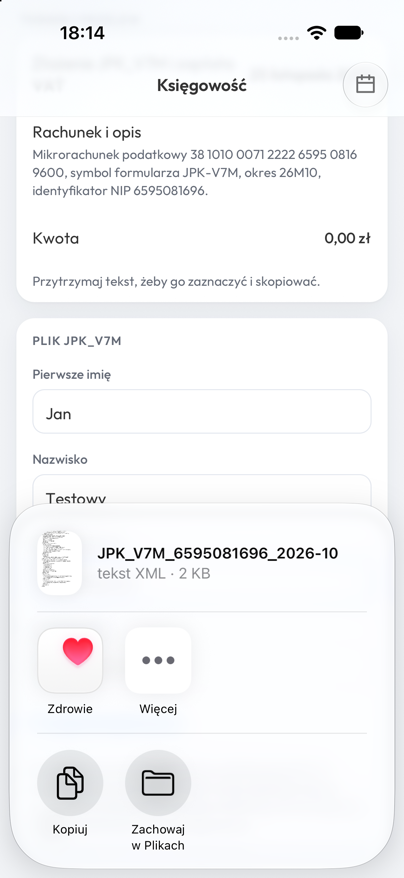 18:14
Księgowość
Rachunek i opis
Mikrorachunek podatkowy 38 1010 0071 2222 6595 0816
9600, symbol formularza JPK-V7M, okres 26M10,
identyfikator NIP 6595081696.
Kwota 0,00 zł
Przytrzymaj tekst, żeby go zaznaczyć i skopiować.
PLIK JPK_V7M
Pierwsze imię
Jan
Nazwisko
Testowy
JPK_V7M_6595081696_2026-10
tekst XML · 2 KB
Zdrowie Więcej
Kopiuj Zachowaj
w Plikach